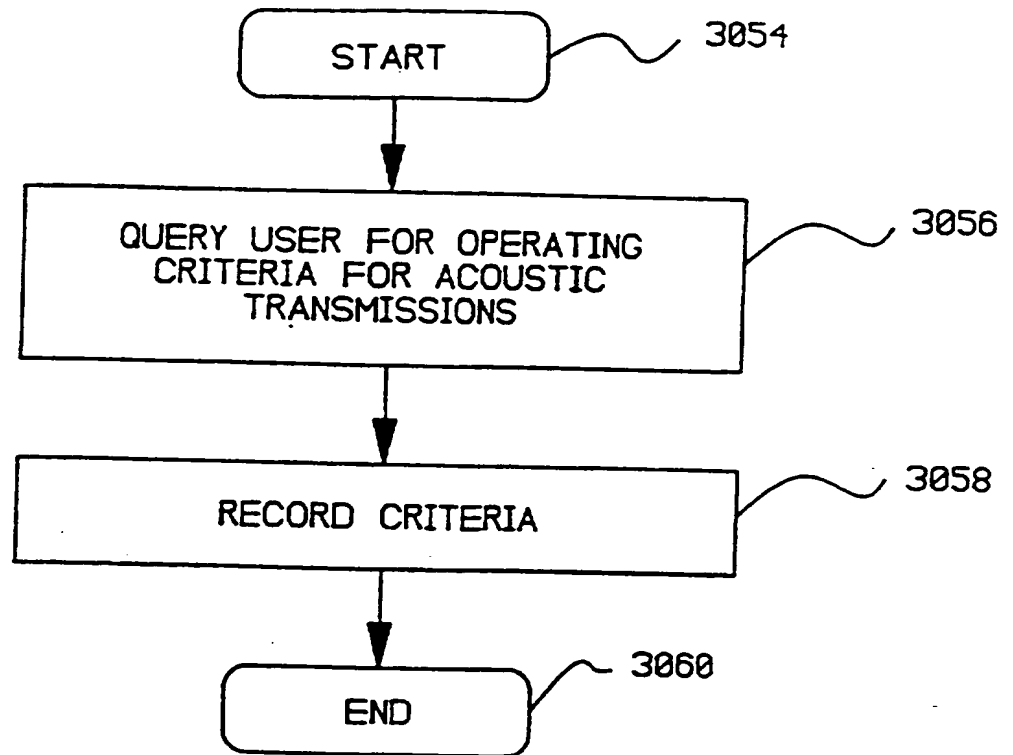 START
3054
QUERY USER FOR OPERATING
CRITERIA FOR ACOUSTIC
TRANSMISSIONS
3056
RECORD CRITERIA
3058
END
3060